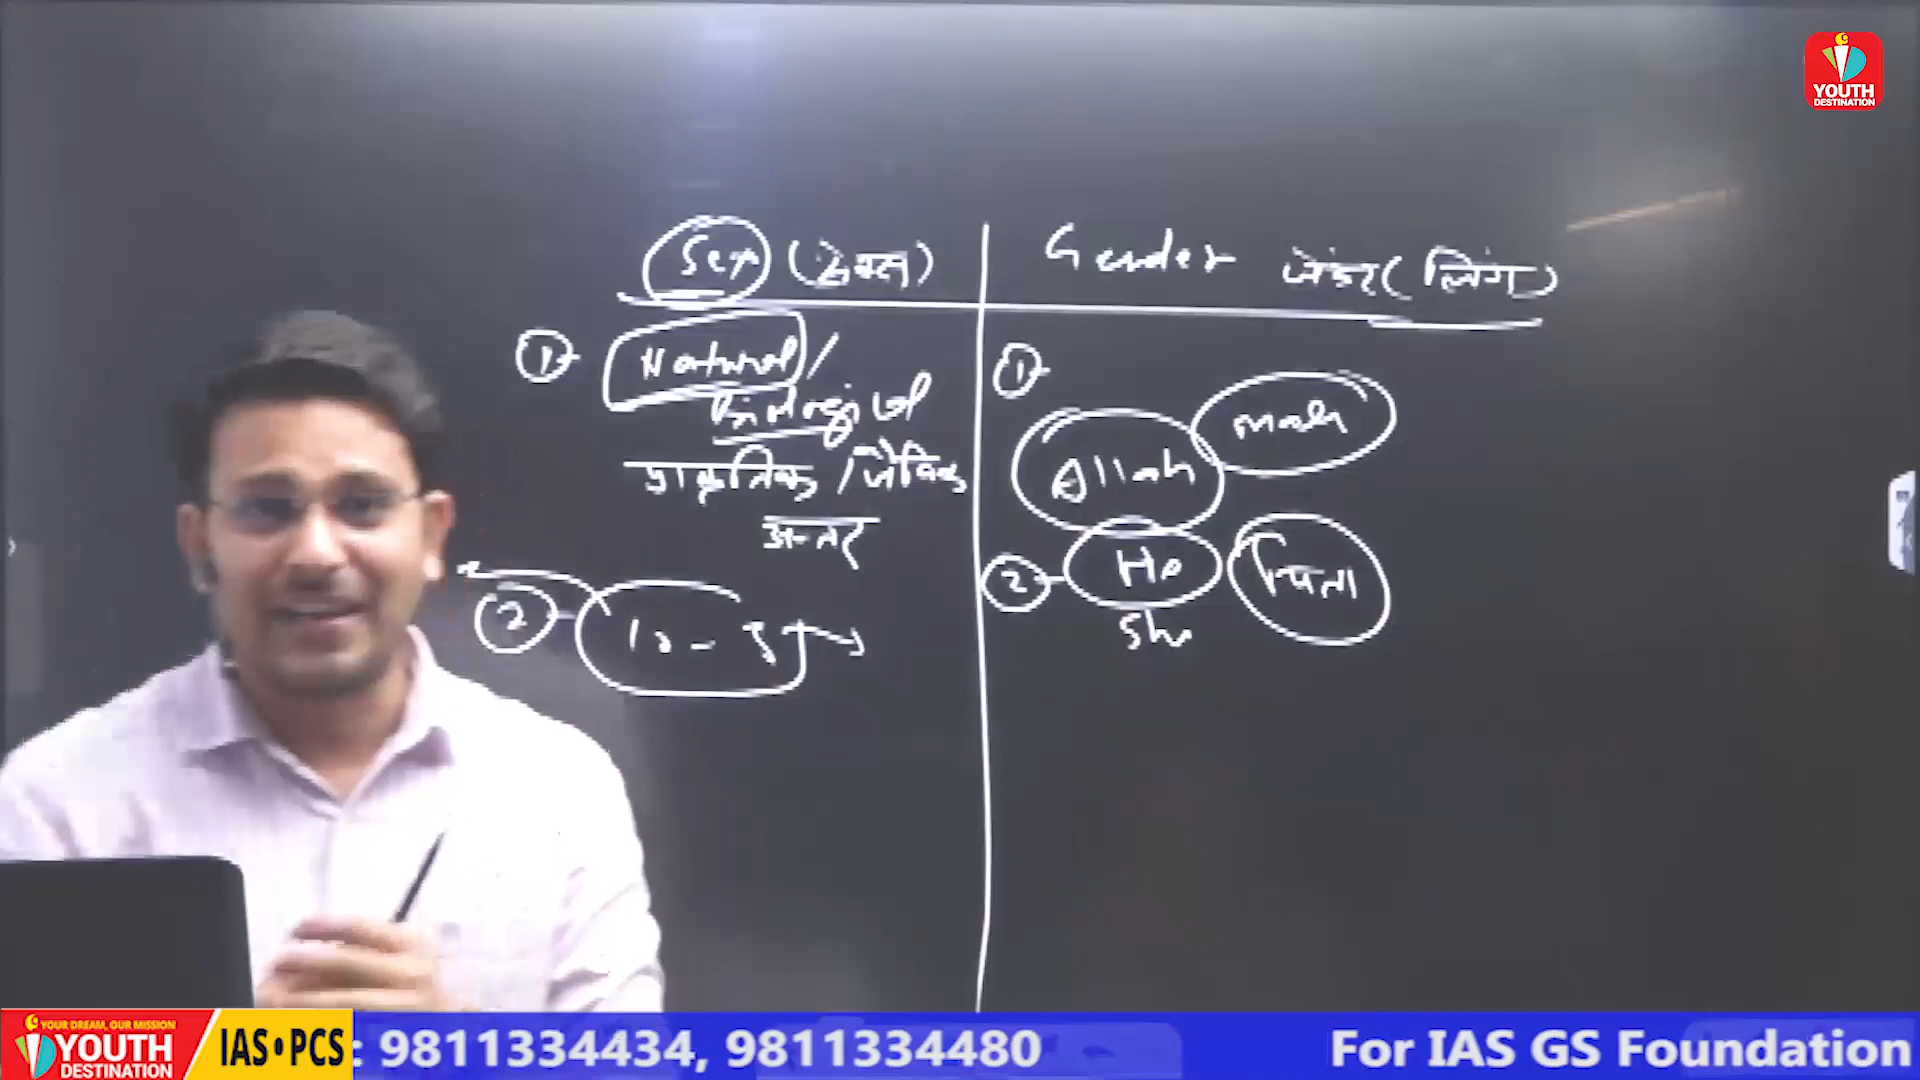 YOUTH
DESTINATION
Sex (सेक्स)
Gender जेंडर (लिंग)
① Natural/
Biological
प्राकृतिक/जैविक
अन्तर
②
①
Allah
male
② He
She
पिता
YOUR DREAM, OUR MISSION
YOUTH
DESTINATION
IAS•PCS
: 9811334434, 9811334480
For IAS GS Foundation